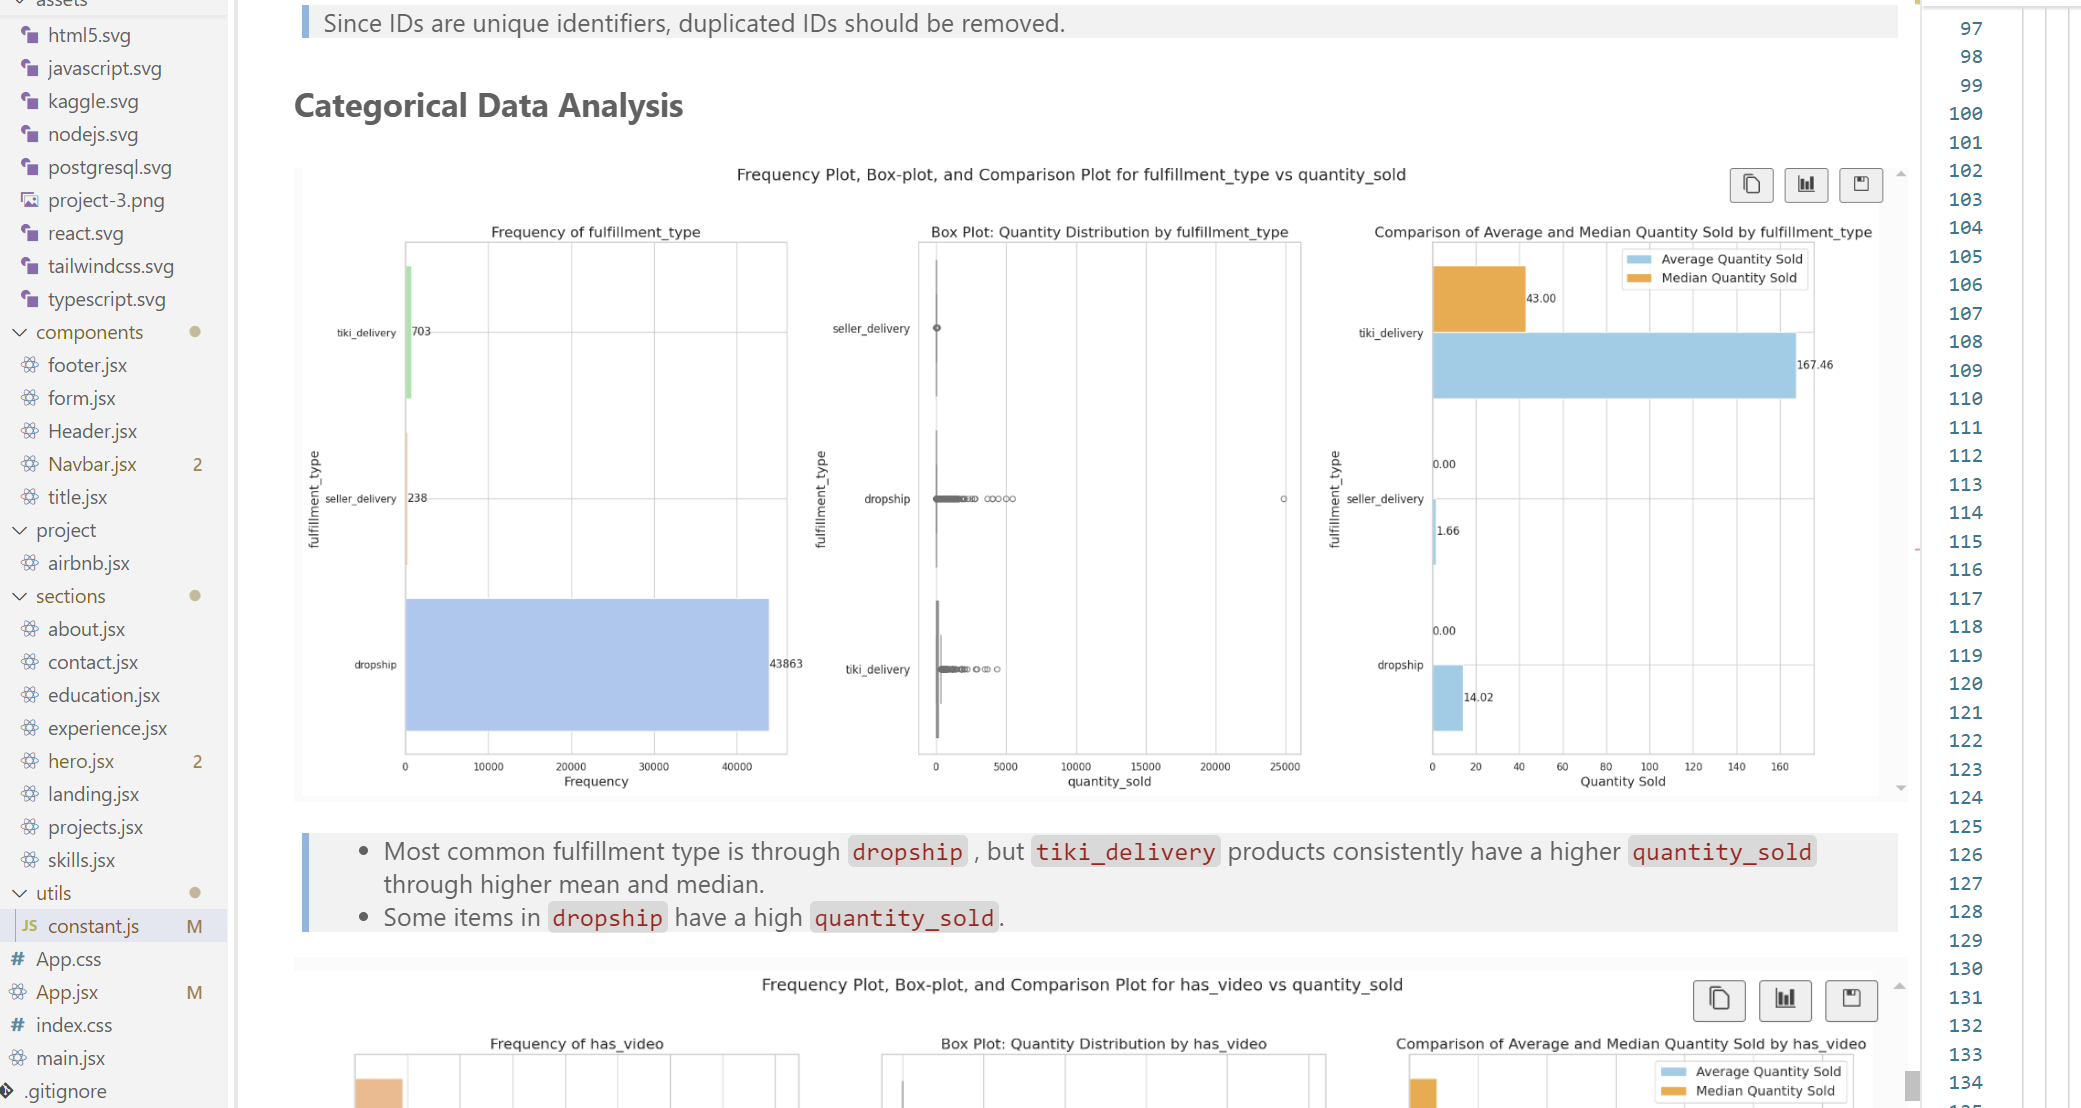 assets
html5.svg
javascript.svg
kaggle.svg
nodejs.svg
postgresql.svg
project-3.png
react.svg
tailwindcss.svg
typescript.svg
components
footer.jsx
form.jsx
Header.jsx
Navbar.jsx 2
title.jsx
project
airbnb.jsx
sections
about.jsx
contact.jsx
education.jsx
experience.jsx
hero.jsx 2
landing.jsx
projects.jsx
skills.jsx
utils
JS constant.js M
# App.css
App.jsx M
# index.css
main.jsx
.gitignore
Since IDs are unique identifiers, duplicated IDs should be removed.
Categorical Data Analysis
Frequency Plot, Box-plot, and Comparison Plot for fulfillment_type vs quantity_sold
Frequency of fulfillment_type
fulfillment_type
tiki_delivery
703
seller_delivery
238
dropship
43863
0 10000 20000 30000 40000
Frequency
Box Plot: Quantity Distribution by fulfillment_type
fulfillment_type
seller_delivery
dropship
tiki_delivery
0 5000 10000 15000 20000 25000
quantity_sold
Comparison of Average and Median Quantity Sold by fulfillment_type
Average Quantity Sold
Median Quantity Sold
fulfillment_type
43.00
tiki_delivery
167.46
0.00
seller_delivery
1.66
0.00
dropship
14.02
0 20 40 60 80 100 120 140 160
Quantity Sold
• Most common fulfillment type is through dropship , but tiki_delivery products consistently have a higher quantity_sold
through higher mean and median.
• Some items in dropship have a high quantity_sold.
Frequency Plot, Box-plot, and Comparison Plot for has_video vs quantity_sold
Frequency of has_video
Box Plot: Quantity Distribution by has_video
Comparison of Average and Median Quantity Sold by has_video
Average Quantity Sold
Median Quantity Sold
97
98
99
100
101
102
103
104
105
106
107
108
109
110
111
112
113
114
115
116
117
118
119
120
121
122
123
124
125
126
127
128
129
130
131
132
133
134